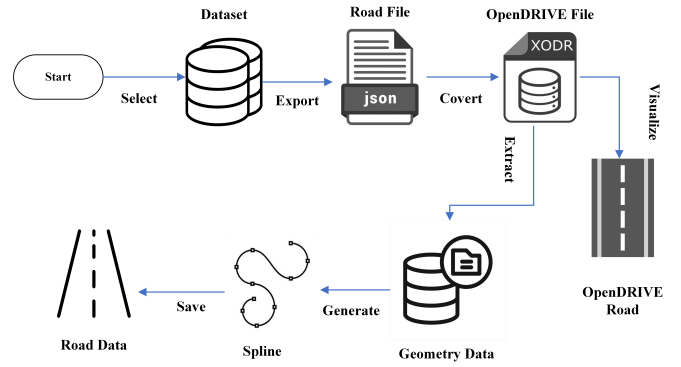 Dataset
Road File
OpenDRIVE File
Start
Select
Export
json
Covert
XODR
Visualize
Extract
OpenDRIVE
Road
Road Data
Save
Spline
Generate
Geometry Data